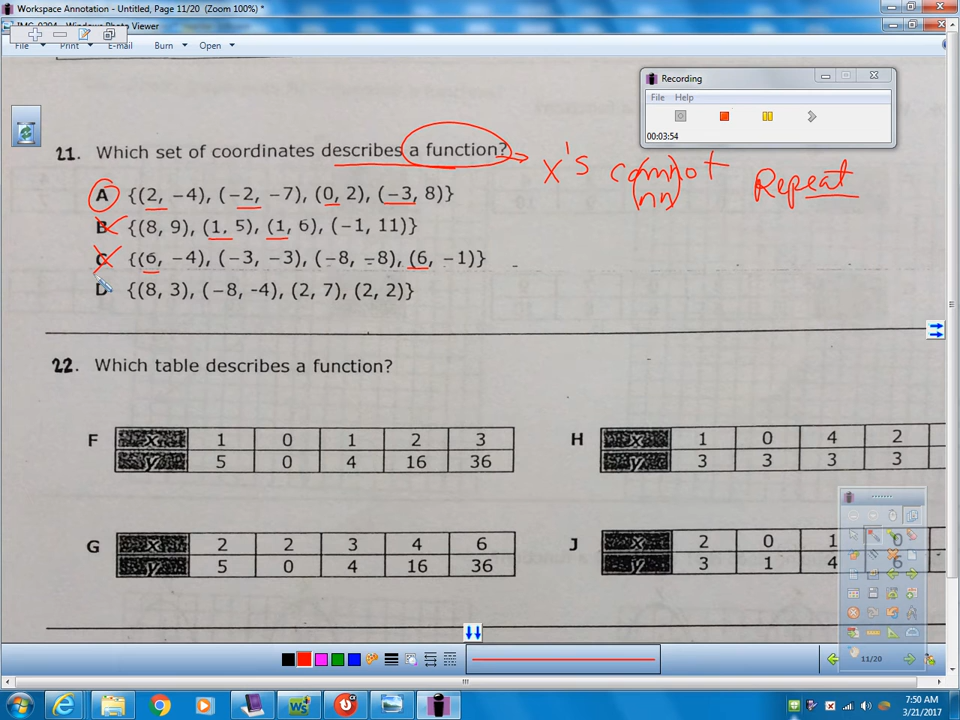 Workspace Annotation - Untitled, Page 11/20 (Zoom 100%) *
File Print E-mail Burn Open
Recording
File Help
00:03:54
21. Which set of coordinates describes a function?
x's cannot Repeat
(nn)
A {(2, −4), (−2, −7), (0, 2), (−3, 8)}
B {(8, 9), (1, 5), (1, 6), (−1, 11)}
C {(6, −4), (−3, −3), (−8, −8), (6, −1)}
D {(8, 3), (−8, -4), (2, 7), (2, 2)}
22. Which table describes a function?
F x 1 0 1 2 3
y 5 0 4 16 36
H x 1 0 4 2
y 3 3 3 3
G x 2 2 3 4 6
y 5 0 4 16 36
J x 2 0 1 0
y 3 1 4 6
11/20
7:50 AM
3/21/2017